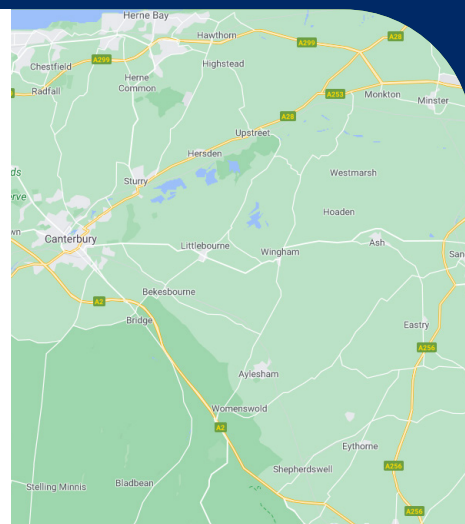 Herne Bay
Hawthorn
A28
A299
Chestfield
A299
Highstead
Radfall
Herne
Common
A253
Monkton
Minster
A28
Upstreet
Hersden
Westmarsh
Sturry
Hoaden
Canterbury
Littlebourne
Wingham
Ash
Bekesbourne
A2
Bridge
Eastry
A256
Aylesham
Womenswold
A2
Eythorne
Shepherdswell
A256
Stelling Minnis
Bladbean
A256